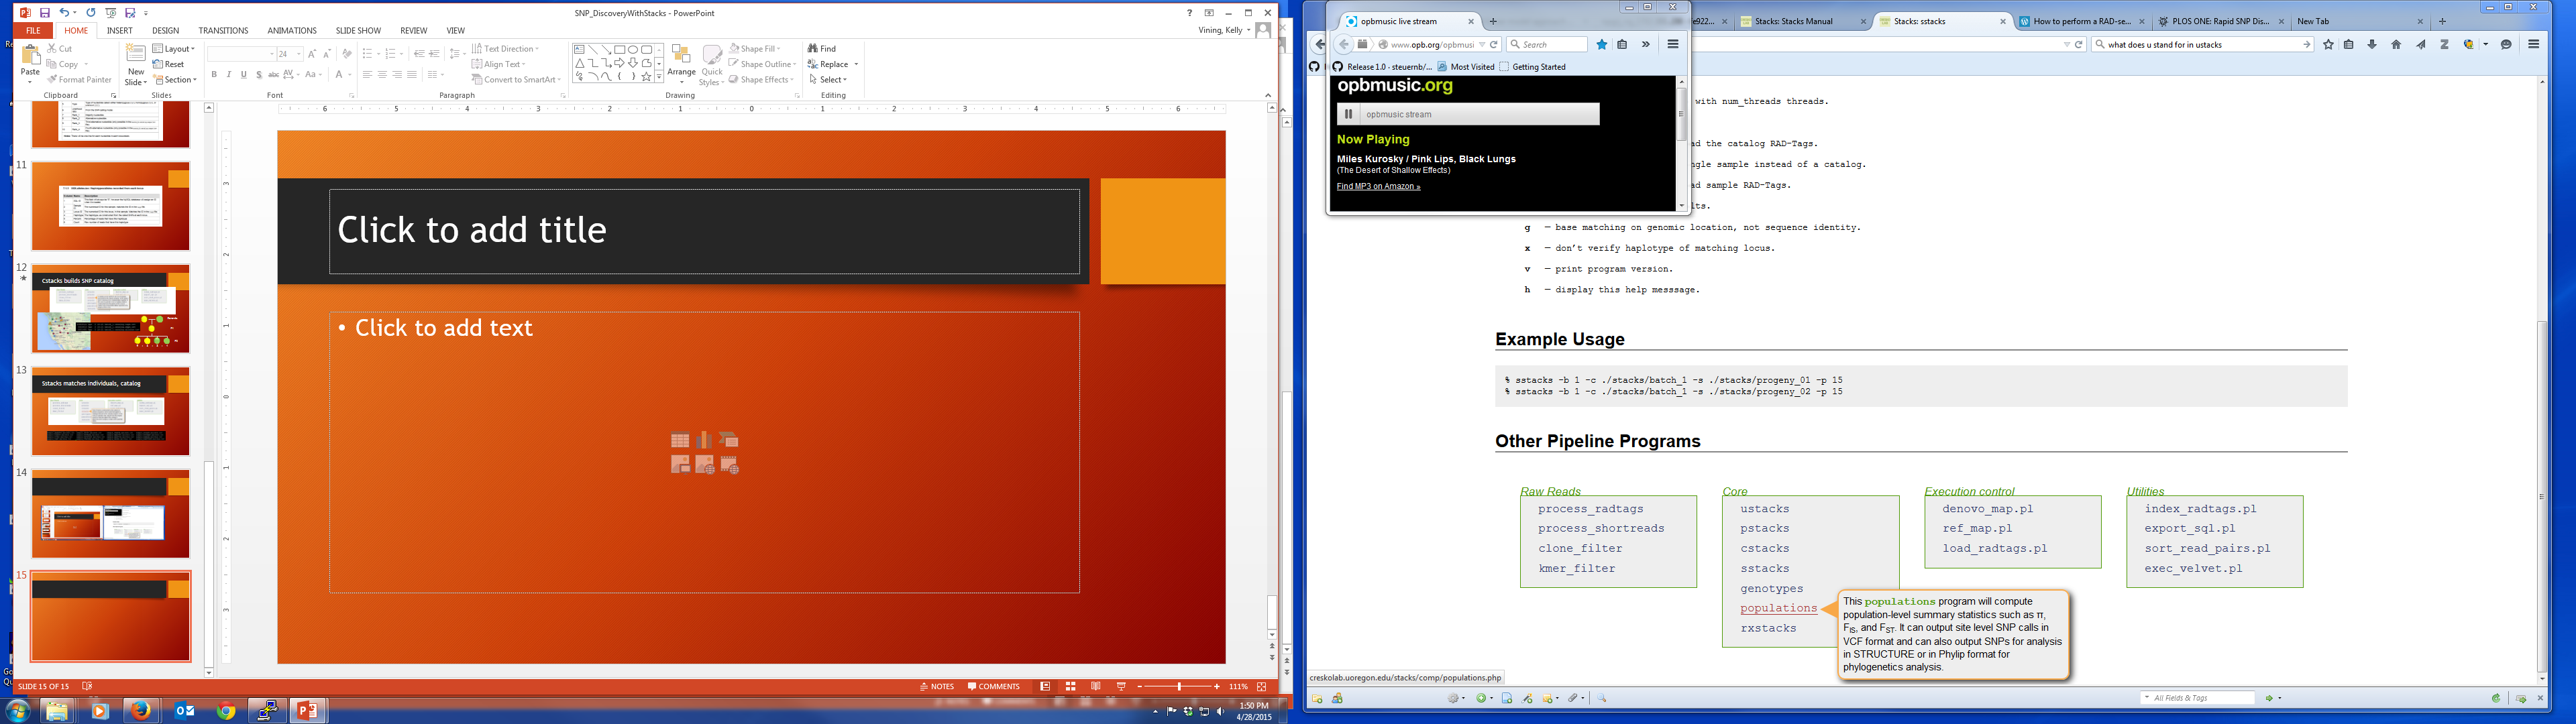 SNP_DiscoveryWithStacks - PowerPoint
FILE
HOME
INSERT
DESIGN
TRANSITIONS
ANIMATIONS
SLIDE SHOW
REVIEW
VIEW
Vining, Kelly
Paste
Cut
Copy
Format Painter
Clipboard
New
Slide
Layout
Reset
Section
Slides
24
Font
Paragraph
Text Direction
Align Text
Convert to SmartArt
Drawing
Arrange
Quick
Styles
Shape Fill
Shape Outline
Shape Effects
Find
Replace
Select
Editing
11
12
Cstacks builds SNP catalog
13
Sstacks matches individuals, catalog
14
15
Click to add title
• Click to add text
SLIDE 15 OF 15
NOTES
COMMENTS
111%
1:50 PM
4/28/2015
opbmusic live stream
www.opb.org/opbmusi
Search
Release 1.0 - steuernb/...
Most Visited
Getting Started
opbmusic.org
opbmusic stream
Now Playing
Miles Kurosky / Pink Lips, Black Lungs
(The Desert of Shallow Effects)
Find MP3 on Amazon »
Stacks: Stacks Manual
Stacks: sstacks
How to perform a RAD-se...
PLOS ONE: Rapid SNP Dis...
New Tab
what does u stand for in ustacks
with num_threads threads.
ad the catalog RAD-Tags.
ngle sample instead of a catalog.
ad sample RAD-Tags.
lts.
g — base matching on genomic location, not sequence identity.
x — don't verify haplotype of matching locus.
v — print program version.
h — display this help messsage.
Example Usage
% sstacks -b 1 -c ./stacks/batch_1 -s ./stacks/progeny_01 -p 15
% sstacks -b 1 -c ./stacks/batch_1 -s ./stacks/progeny_02 -p 15
Other Pipeline Programs
Raw Reads
process_radtags
process_shortreads
clone_filter
kmer_filter
Core
ustacks
pstacks
cstacks
sstacks
genotypes
populations
rxstacks
Execution control
denovo_map.pl
ref_map.pl
load_radtags.pl
Utilities
index_radtags.pl
export_sql.pl
sort_read_pairs.pl
exec_velvet.pl
This populations program will compute
population-level summary statistics such as π,
FIS, and FST. It can output site level SNP calls in
VCF format and can also output SNPs for analysis
in STRUCTURE or in Phylip format for
phylogenetics analysis.
creskolab.uoregon.edu/stacks/comp/populations.php
All Fields & Tags